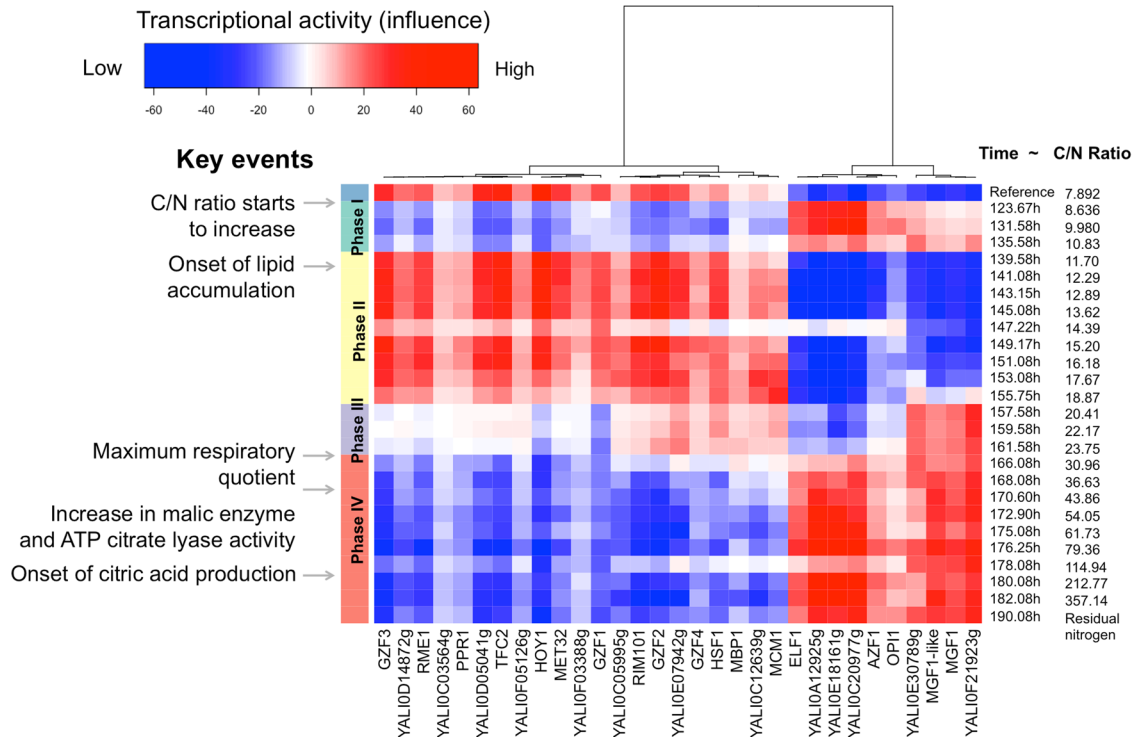 Transcriptional activity (influence)
Low
High
-60 -40 -20 0 20 40 60
Key events
Time ~ C/N Ratio
C/N ratio starts
to increase
Onset of lipid
accumulation
Maximum respiratory
quotient
Increase in malic enzyme
and ATP citrate lyase activity
Onset of citric acid production
Phase I
Phase II
Phase III
Phase IV
Reference 7.892
123.67h 8.636
131.58h 9.980
135.58h 10.83
139.58h 11.70
141.08h 12.29
143.15h 12.89
145.08h 13.62
147.22h 14.39
149.17h 15.20
151.08h 16.18
153.08h 17.67
155.75h 18.87
157.58h 20.41
159.58h 22.17
161.58h 23.75
166.08h 30.96
168.08h 36.63
170.60h 43.86
172.90h 54.05
175.08h 61.73
176.25h 79.36
178.08h 114.94
180.08h 212.77
182.08h 357.14
190.08h Residual
nitrogen
GZF3
YALI0D14872g
RME1
YALI0C03564g
PPR1
YALI0D05041g
TFC2
YALI0F05126g
HOY1
MET32
YALI0F03388g
GZF1
YALI0C05995g
RIM101
GZF2
YALI0E07942g
GZF4
HSF1
MBP1
YALI0C12639g
MCM1
ELF1
YALI0A12925g
YALI0E18161g
YALI0C20977g
AZF1
OPI1
YALI0E30789g
MGF1-like
MGF1
YALI0F21923g